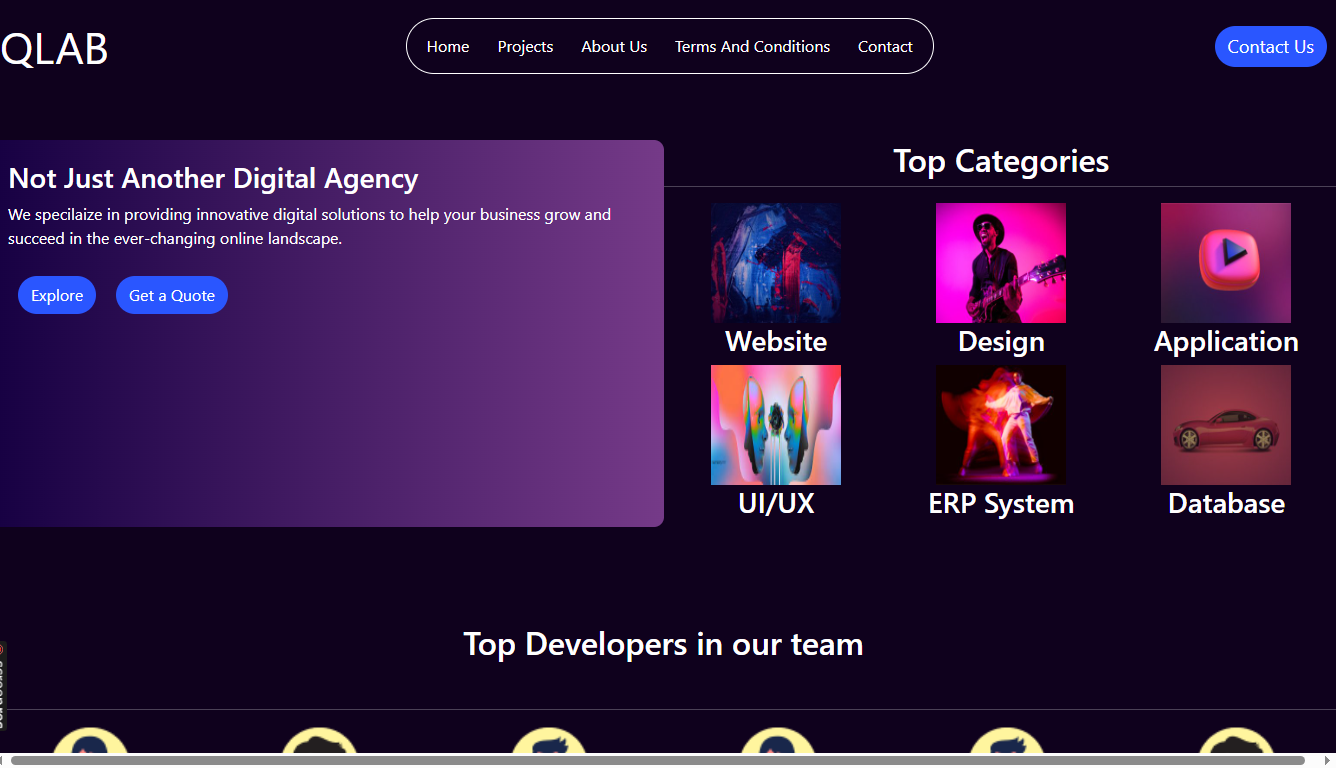 QLAB
Home Projects About Us Terms And Conditions Contact
Contact Us
Not Just Another Digital Agency
We specilaize in providing innovative digital solutions to help your business grow and
succeed in the ever-changing online landscape.
Explore Get a Quote
Top Categories
Website Design Application
UI/UX ERP System Database
Top Developers in our team